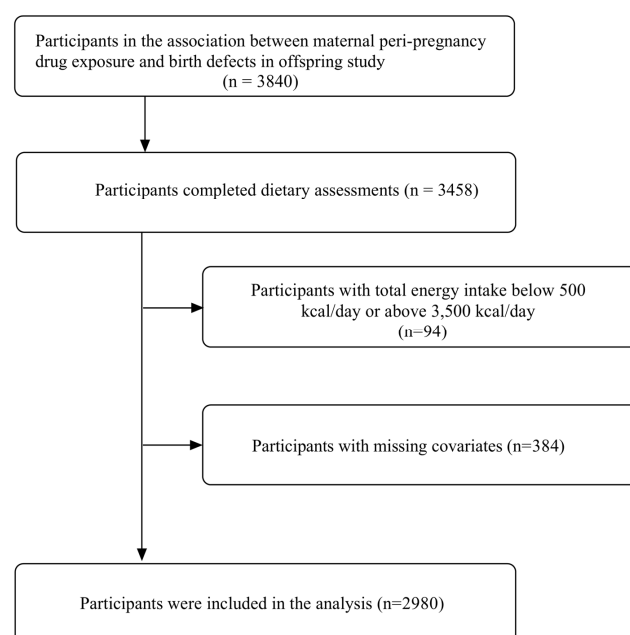 Participants in the association between maternal peri-pregnancy
drug exposure and birth defects in offspring study
(n = 3840)
Participants completed dietary assessments (n = 3458)
Participants with total energy intake below 500
kcal/day or above 3,500 kcal/day
(n=94)
Participants with missing covariates (n=384)
Participants were included in the analysis (n=2980)